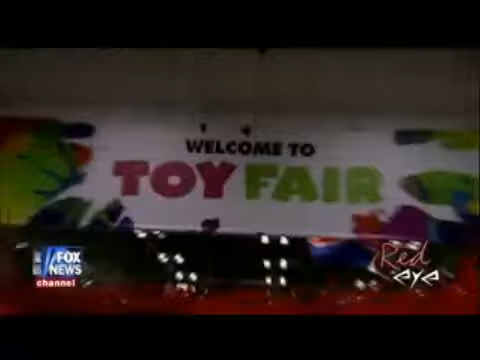 WELCOME TO
TOY FAIR
FOX
NEWS
channel
Red
eye